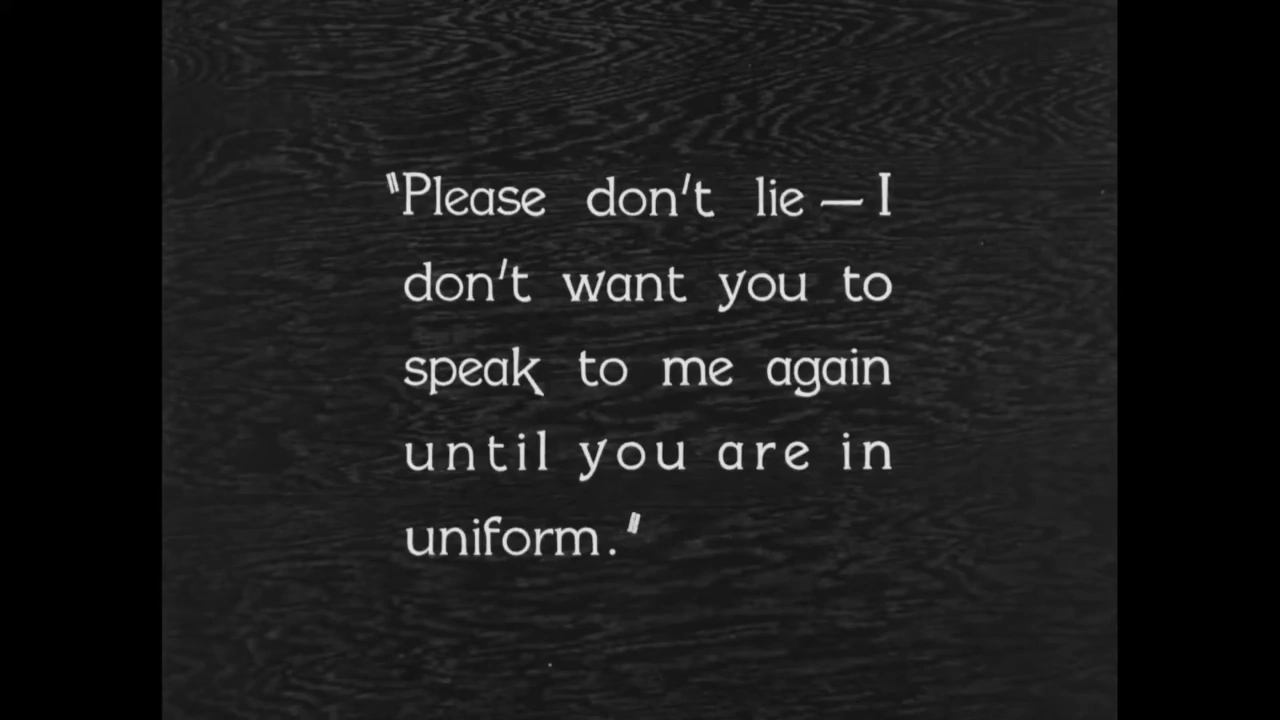 "Please don't lie — I
don't want you to
speak to me again
until you are in
uniform."